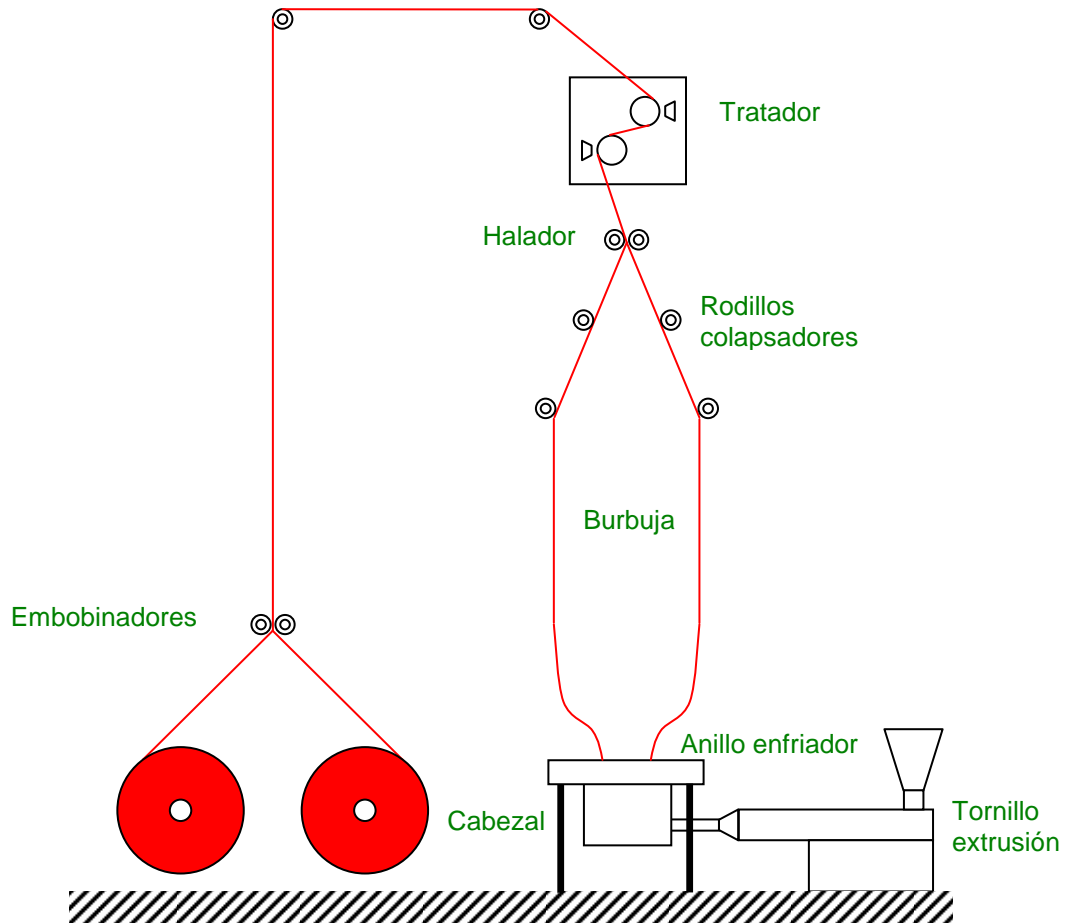 Tratador
Halador
Rodillos
colapsadores
Burbuja
Embobinadores
Anillo enfriador
Cabezal
Tornillo
extrusión